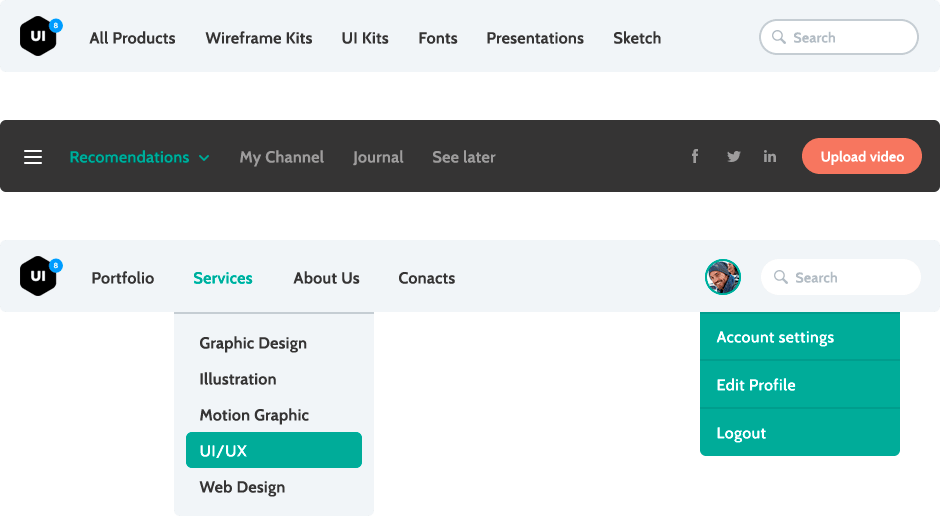 UI 8 All Products Wireframe Kits UI Kits Fonts Presentations Sketch Search
Recomendations My Channel Journal See later f in Upload video
UI 8 Portfolio Services About Us Conacts Search
Graphic Design
Illustration
Motion Graphic
UI/UX
Web Design
Account settings
Edit Profile
Logout